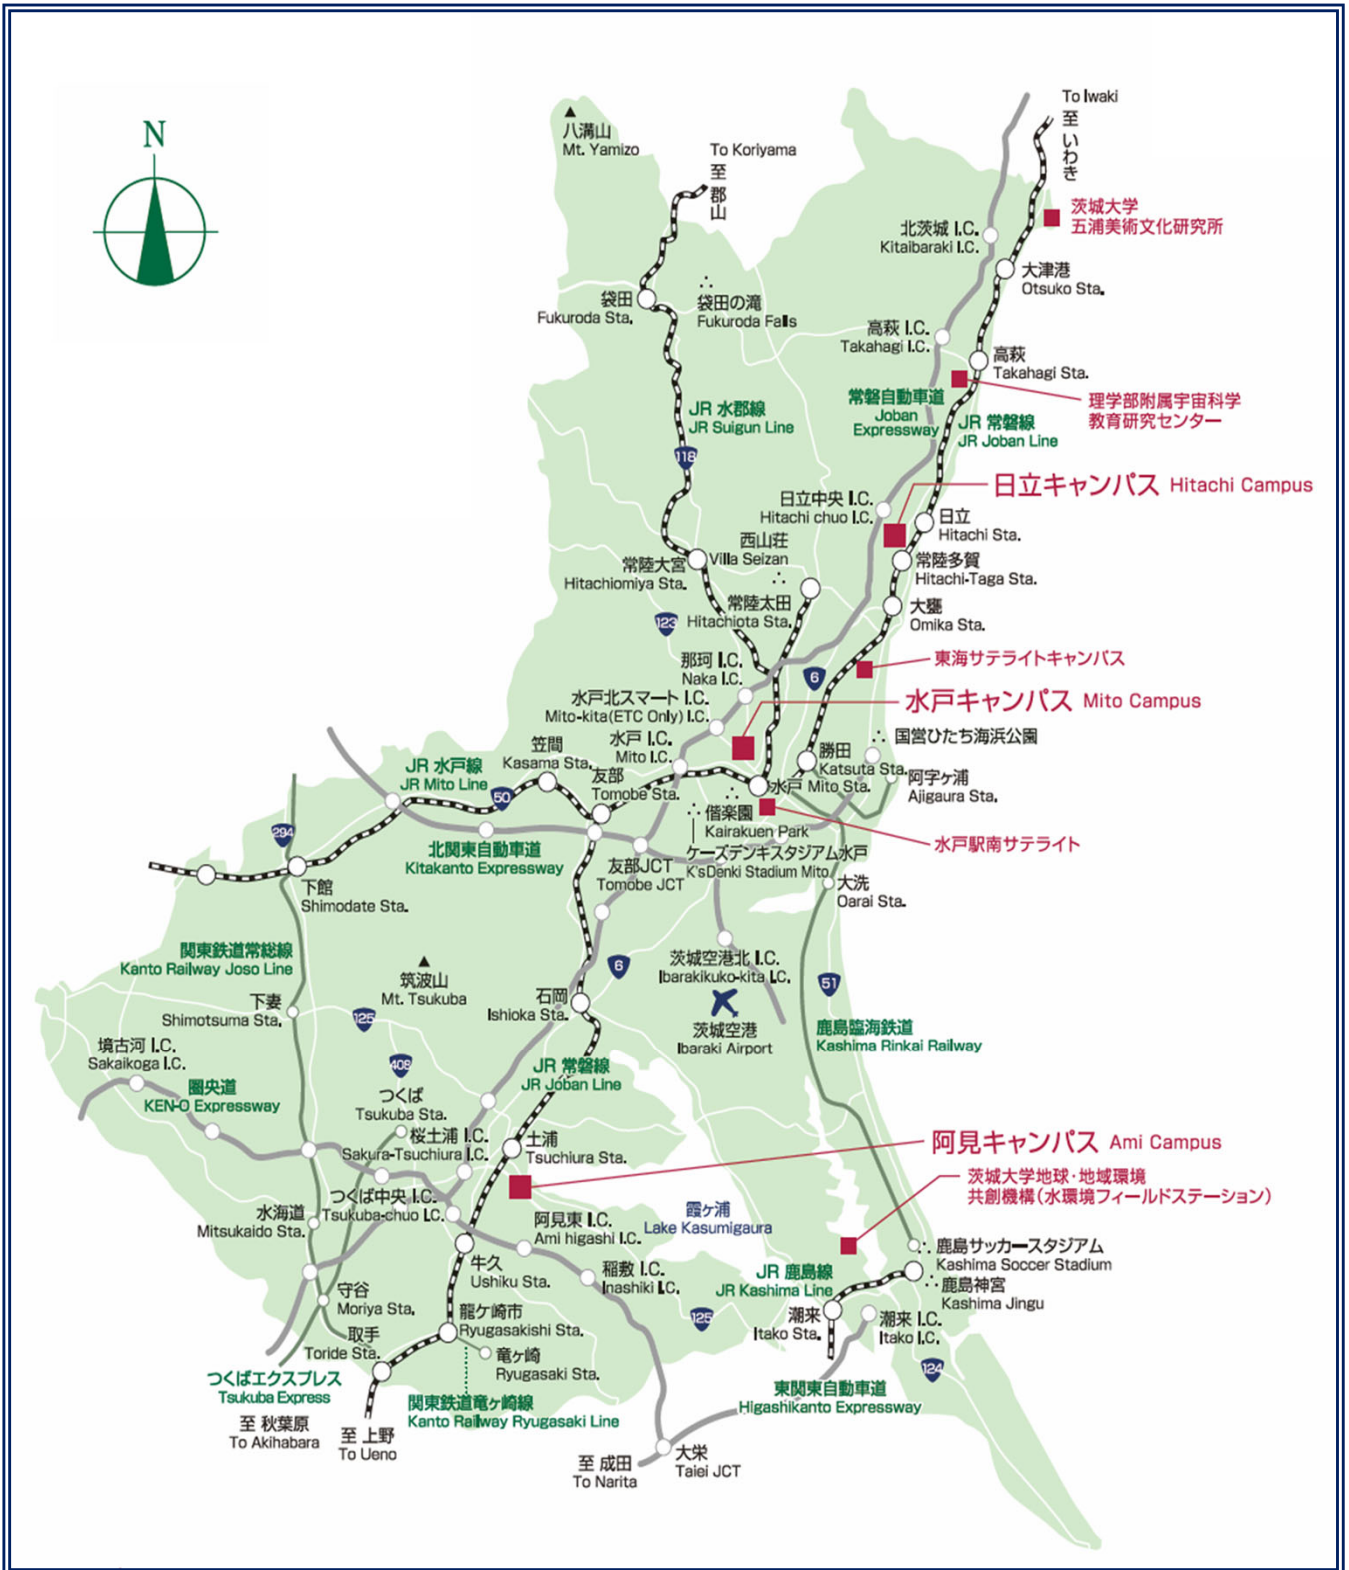 N
八溝山
Mt. Yamizo
To Koriyama
至 郡山
To Iwaki
至 いわき
茨城大学
五浦美術文化研究所
北茨城 I.C.
Kitaibaraki I.C.
大津港
Otsuko Sta.
袋田
Fukuroda Sta.
袋田の滝
Fukuroda Falls
高萩 I.C.
Takahagi I.C.
高萩
Takahagi Sta.
理学部附属宇宙科学
教育研究センター
常磐自動車道
Joban
Expressway
JR 常磐線
JR Joban Line
JR 水郡線
JR Suigun Line
118
日立キャンパス Hitachi Campus
日立中央 I.C.
Hitachi chuo I.C.
日立
Hitachi Sta.
西山荘
Villa Seizan
常陸大宮
Hitachiomiya Sta.
常陸多賀
Hitachi-Taga Sta.
常陸太田
Hitachiota Sta.
大甕
Omika Sta.
123
東海サテライトキャンパス
那珂 I.C.
Naka I.C.
6
水戸キャンパス Mito Campus
水戸北スマート I.C.
Mito-kita(ETC Only) I.C.
水戸 I.C.
Mito I.C.
国営ひたち海浜公園
笠間
Kasama Sta.
勝田
Katsuta Sta.
JR 水戸線
JR Mito Line
友部
Tomobe Sta.
水戸 Mito Sta.
阿字ヶ浦
Ajigaura Sta.
50
偕楽園
Kairakuen Park
294
水戸駅南サテライト
北関東自動車道
Kitakanto Expressway
友部JCT
Tomobe JCT
ケーズデンキスタジアム水戸
K'sDenki Stadium Mito
下館
Shimodate Sta.
大洗
Oarai Sta.
関東鉄道常総線
Kanto Railway Joso Line
筑波山
Mt. Tsukuba
6
茨城空港北 I.C.
Ibarakikuko-kita I.C.
51
下妻
Shimotsuma Sta.
125
石岡
Ishioka Sta.
茨城空港
Ibaraki Airport
鹿島臨海鉄道
Kashima Rinkai Railway
境古河 I.C.
Sakaikoga I.C.
408
JR 常磐線
JR Joban Line
圏央道
KEN-O Expressway
つくば
Tsukuba Sta.
桜土浦 I.C.
Sakura-Tsuchiura I.C.
土浦
Tsuchiura Sta.
阿見キャンパス Ami Campus
茨城大学地球・地域環境
共創機構（水環境フィールドステーション）
つくば中央 I.C.
Tsukuba-chuo I.C.
水海道
Mitsukaido Sta.
阿見東 I.C.
Ami higashi I.C.
霞ヶ浦
Lake Kasumigaura
鹿島サッカースタジアム
Kashima Soccer Stadium
牛久
Ushiku Sta.
稲敷 I.C.
Inashiki I.C.
JR 鹿島線
JR Kashima Line
鹿島神宮
Kashima Jingu
守谷
Moriya Sta.
龍ケ崎市
Ryugasakishi Sta.
125
潮来
Itako Sta.
潮来 I.C.
Itako I.C.
取手
Toride Sta.
竜ヶ崎
Ryugasaki Sta.
124
つくばエクスプレス
Tsukuba Express
関東鉄道竜ヶ崎線
Kanto Railway Ryugasaki Line
東関東自動車道
Higashikanto Expressway
至 秋葉原
To Akihabara
至 上野
To Ueno
至 成田
To Narita
大栄
Taiei JCT